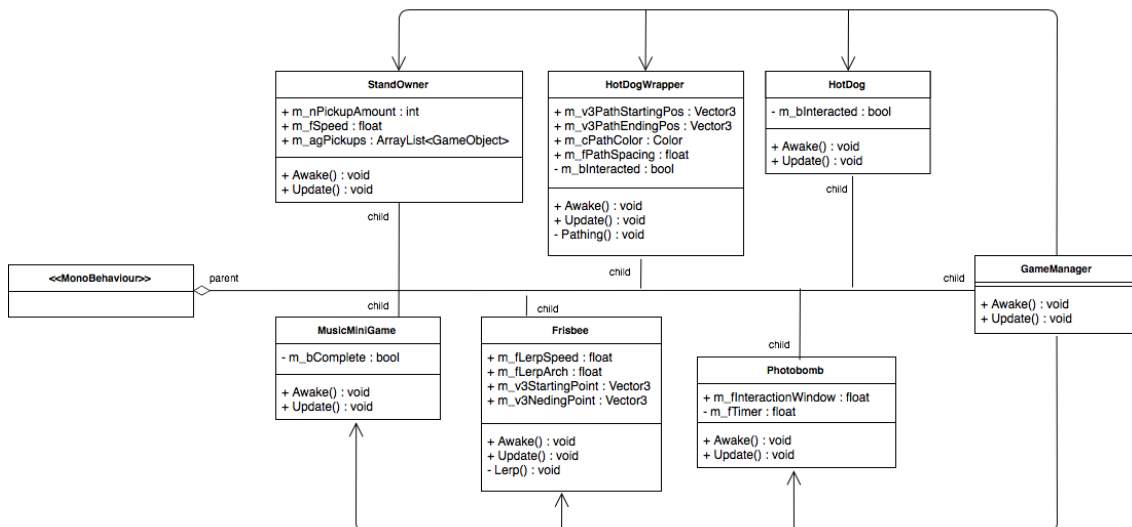 StandOwner
+ m_nPickupAmount : int
+ m_fSpeed : float
+ m_agPickups : ArrayList<GameObject>
+ Awake() : void
+ Update() : void
child
HotDogWrapper
+ m_v3PathStartingPos : Vector3
+ m_v3PathEndingPos : Vector3
+ m_cPathColor : Color
+ m_fPathSpacing : float
- m_bInteracted : bool
+ Awake() : void
+ Update() : void
- Pathing() : void
child
HotDog
- m_bInteracted : bool
+ Awake() : void
+ Update() : void
child
<<MonoBehaviour>>
parent
child
GameManager
+ Awake() : void
+ Update() : void
child
MusicMiniGame
- m_bComplete : bool
+ Awake() : void
+ Update() : void
child
Frisbee
+ m_fLerpSpeed : float
+ m_fLerpArch : float
+ m_v3StartingPoint : Vector3
+ m_v3NedingPoint : Vector3
+ Awake() : void
+ Update() : void
- Lerp() : void
child
Photobomb
+ m_fInteractionWindow : float
- m_fTimer : float
+ Awake() : void
+ Update() : void